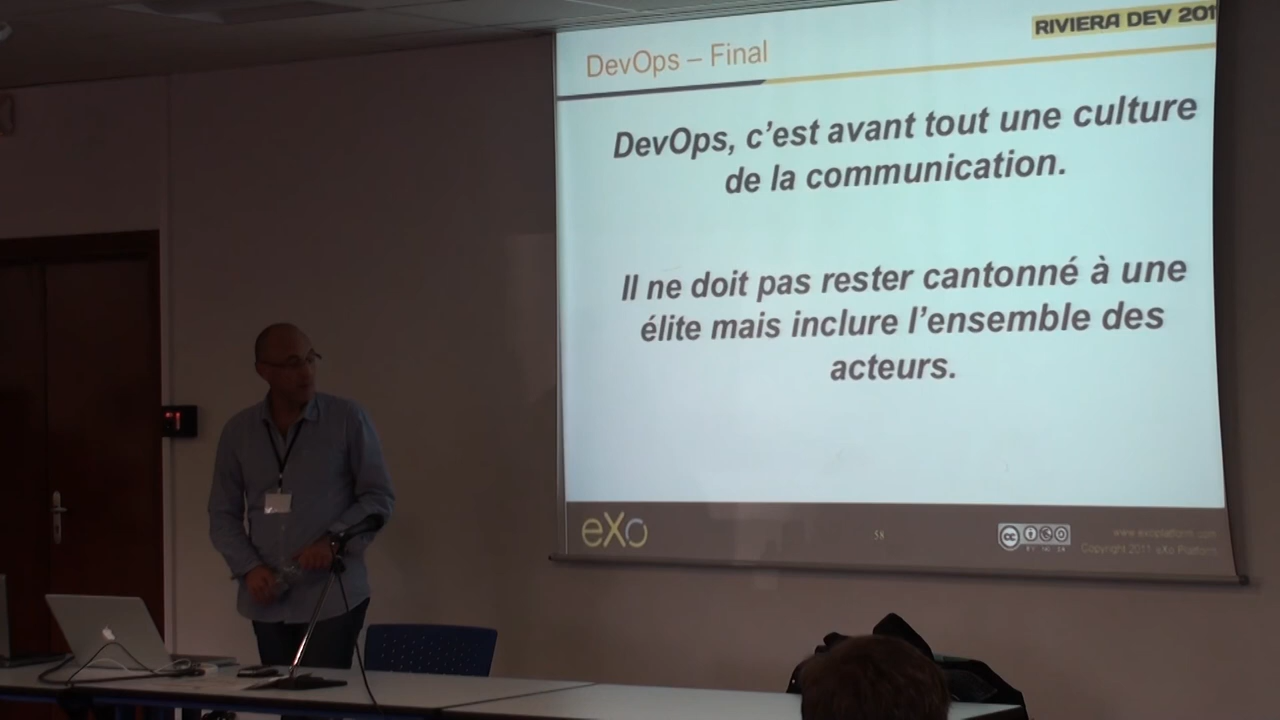 RIVIERA DEV 201
DevOps – Final
DevOps, c'est avant tout une culture
de la communication.
Il ne doit pas rester cantonné à une
élite mais inclure l'ensemble des
acteurs.
eXo
58
cc
www.exoplatform.com
Copyright 2011 eXo Platform